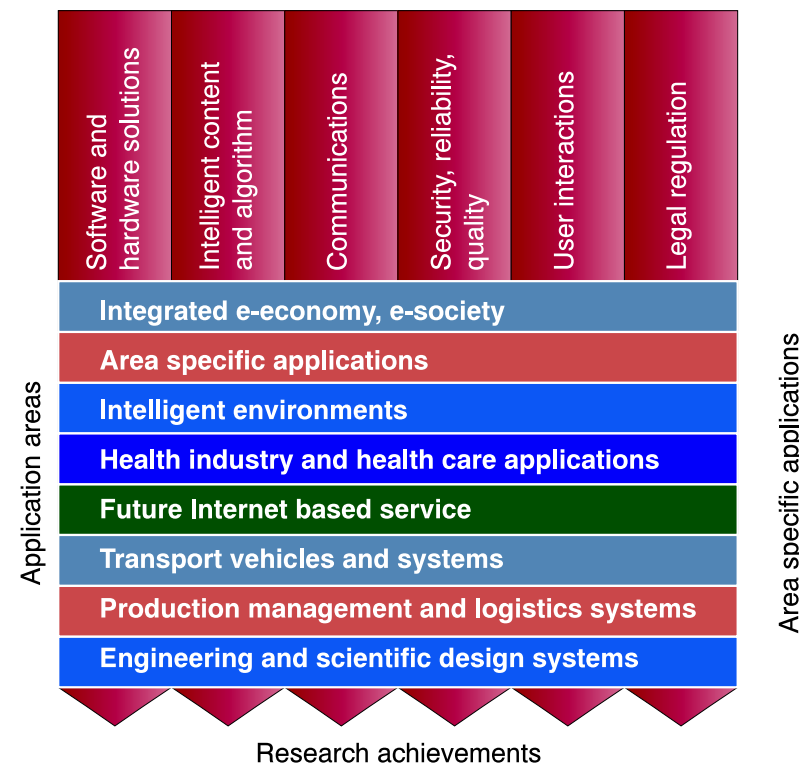 Software and
hardware solutions
Intelligent content
and algorithm
Communications
Security, reliability,
quality
User interactions
Legal regulation
Integrated e-economy, e-society
Area specific applications
Intelligent environments
Health industry and health care applications
Future Internet based service
Transport vehicles and systems
Production management and logistics systems
Engineering and scientific design systems
Application areas
Area specific applications
Research achievements